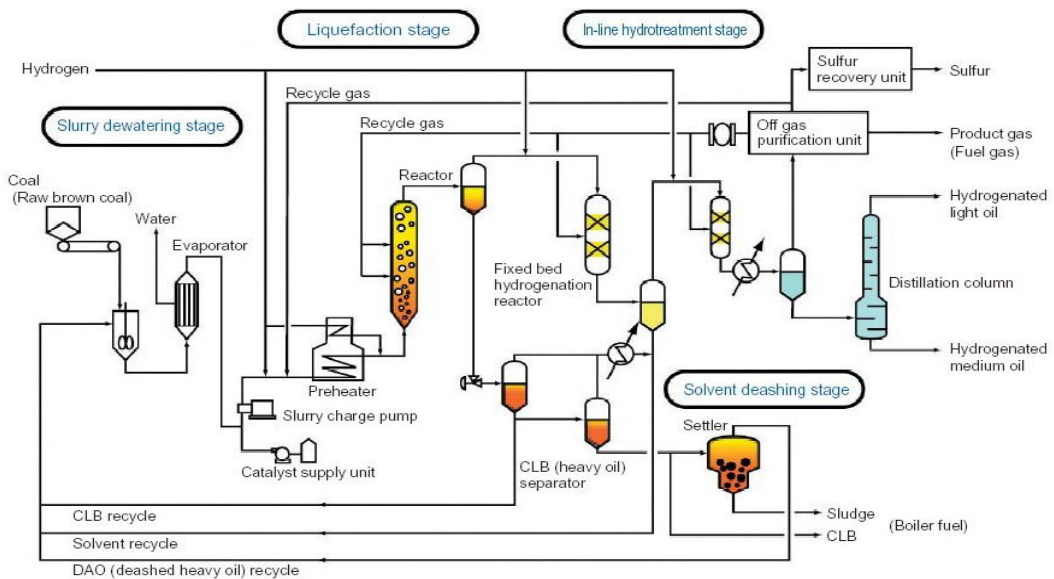 Liquefaction stage
In-line hydrotreatment stage
Hydrogen
Sulfur
recovery unit
Sulfur
Recycle gas
Slurry dewatering stage
Recycle gas
Off gas
purification unit
Product gas
(Fuel gas)
Coal
(Raw brown coal)
Reactor
Water
Evaporator
Hydrogenated
light oil
Fixed bed
hydrogenation
reactor
Distillation column
Preheater
Hydrogenated
medium oil
Solvent deashing stage
Slurry charge pump
Settler
Catalyst supply unit
CLB (heavy oil)
separator
CLB recycle
Sludge
(Boiler fuel)
CLB
Solvent recycle
DAO (deashed heavy oil) recycle